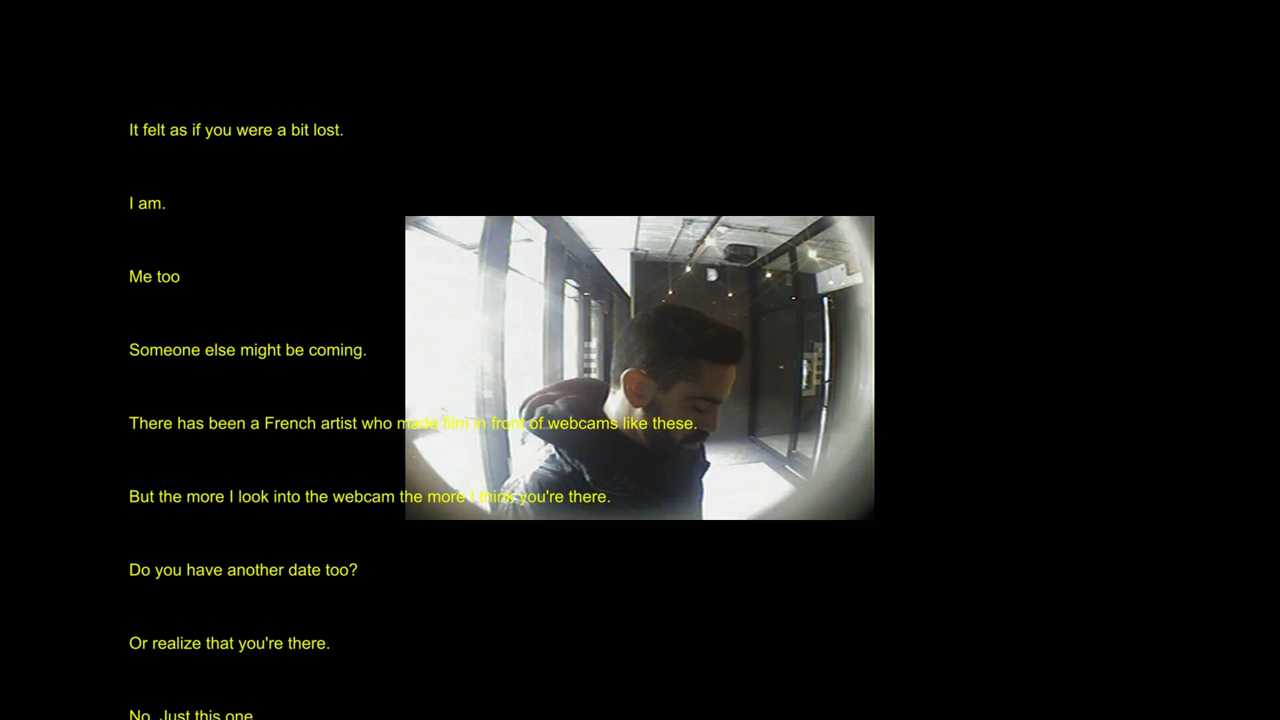 It felt as if you were a bit lost.
I am.
Me too
Someone else might be coming.
There has been a French artist who made film in front of webcams like these.
But the more I look into the webcam the more I think you're there.
Do you have another date too?
Or realize that you're there.
No. Just this one